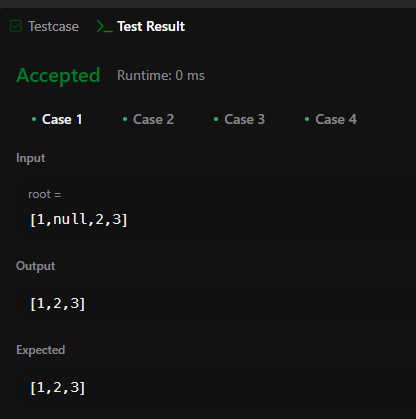 Testcase Test Result
Accepted Runtime: 0 ms
• Case 1 • Case 2 • Case 3 • Case 4
Input
root =
[1,null,2,3]
Output
[1,2,3]
Expected
[1,2,3]